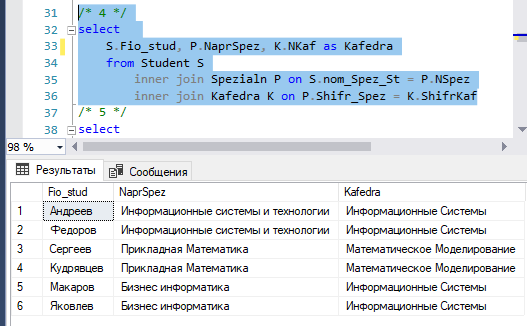 31 /* 4 */
32 select
33 S.Fio_stud, P.NaprSpez, K.NKaf as Kafedra
34 from Student S
35 inner join Spezialn P on S.nom_Spez_St = P.NSpez
36 inner join Kafedra K on P.Shifr_Spez = K.ShifrKaf
37 /* 5 */
38 select
98 %
Результаты Сообщения
Fio_stud NaprSpez Kafedra
1 Андреев Информационные системы и технологии Информационные Системы
2 Федоров Информационные системы и технологии Информационные Системы
3 Сергеев Прикладная Математика Математическое Моделирование
4 Кудрявцев Прикладная Математика Математическое Моделирование
5 Макаров Бизнес информатика Информационные Системы
6 Яковлев Бизнес информатика Информационные Системы